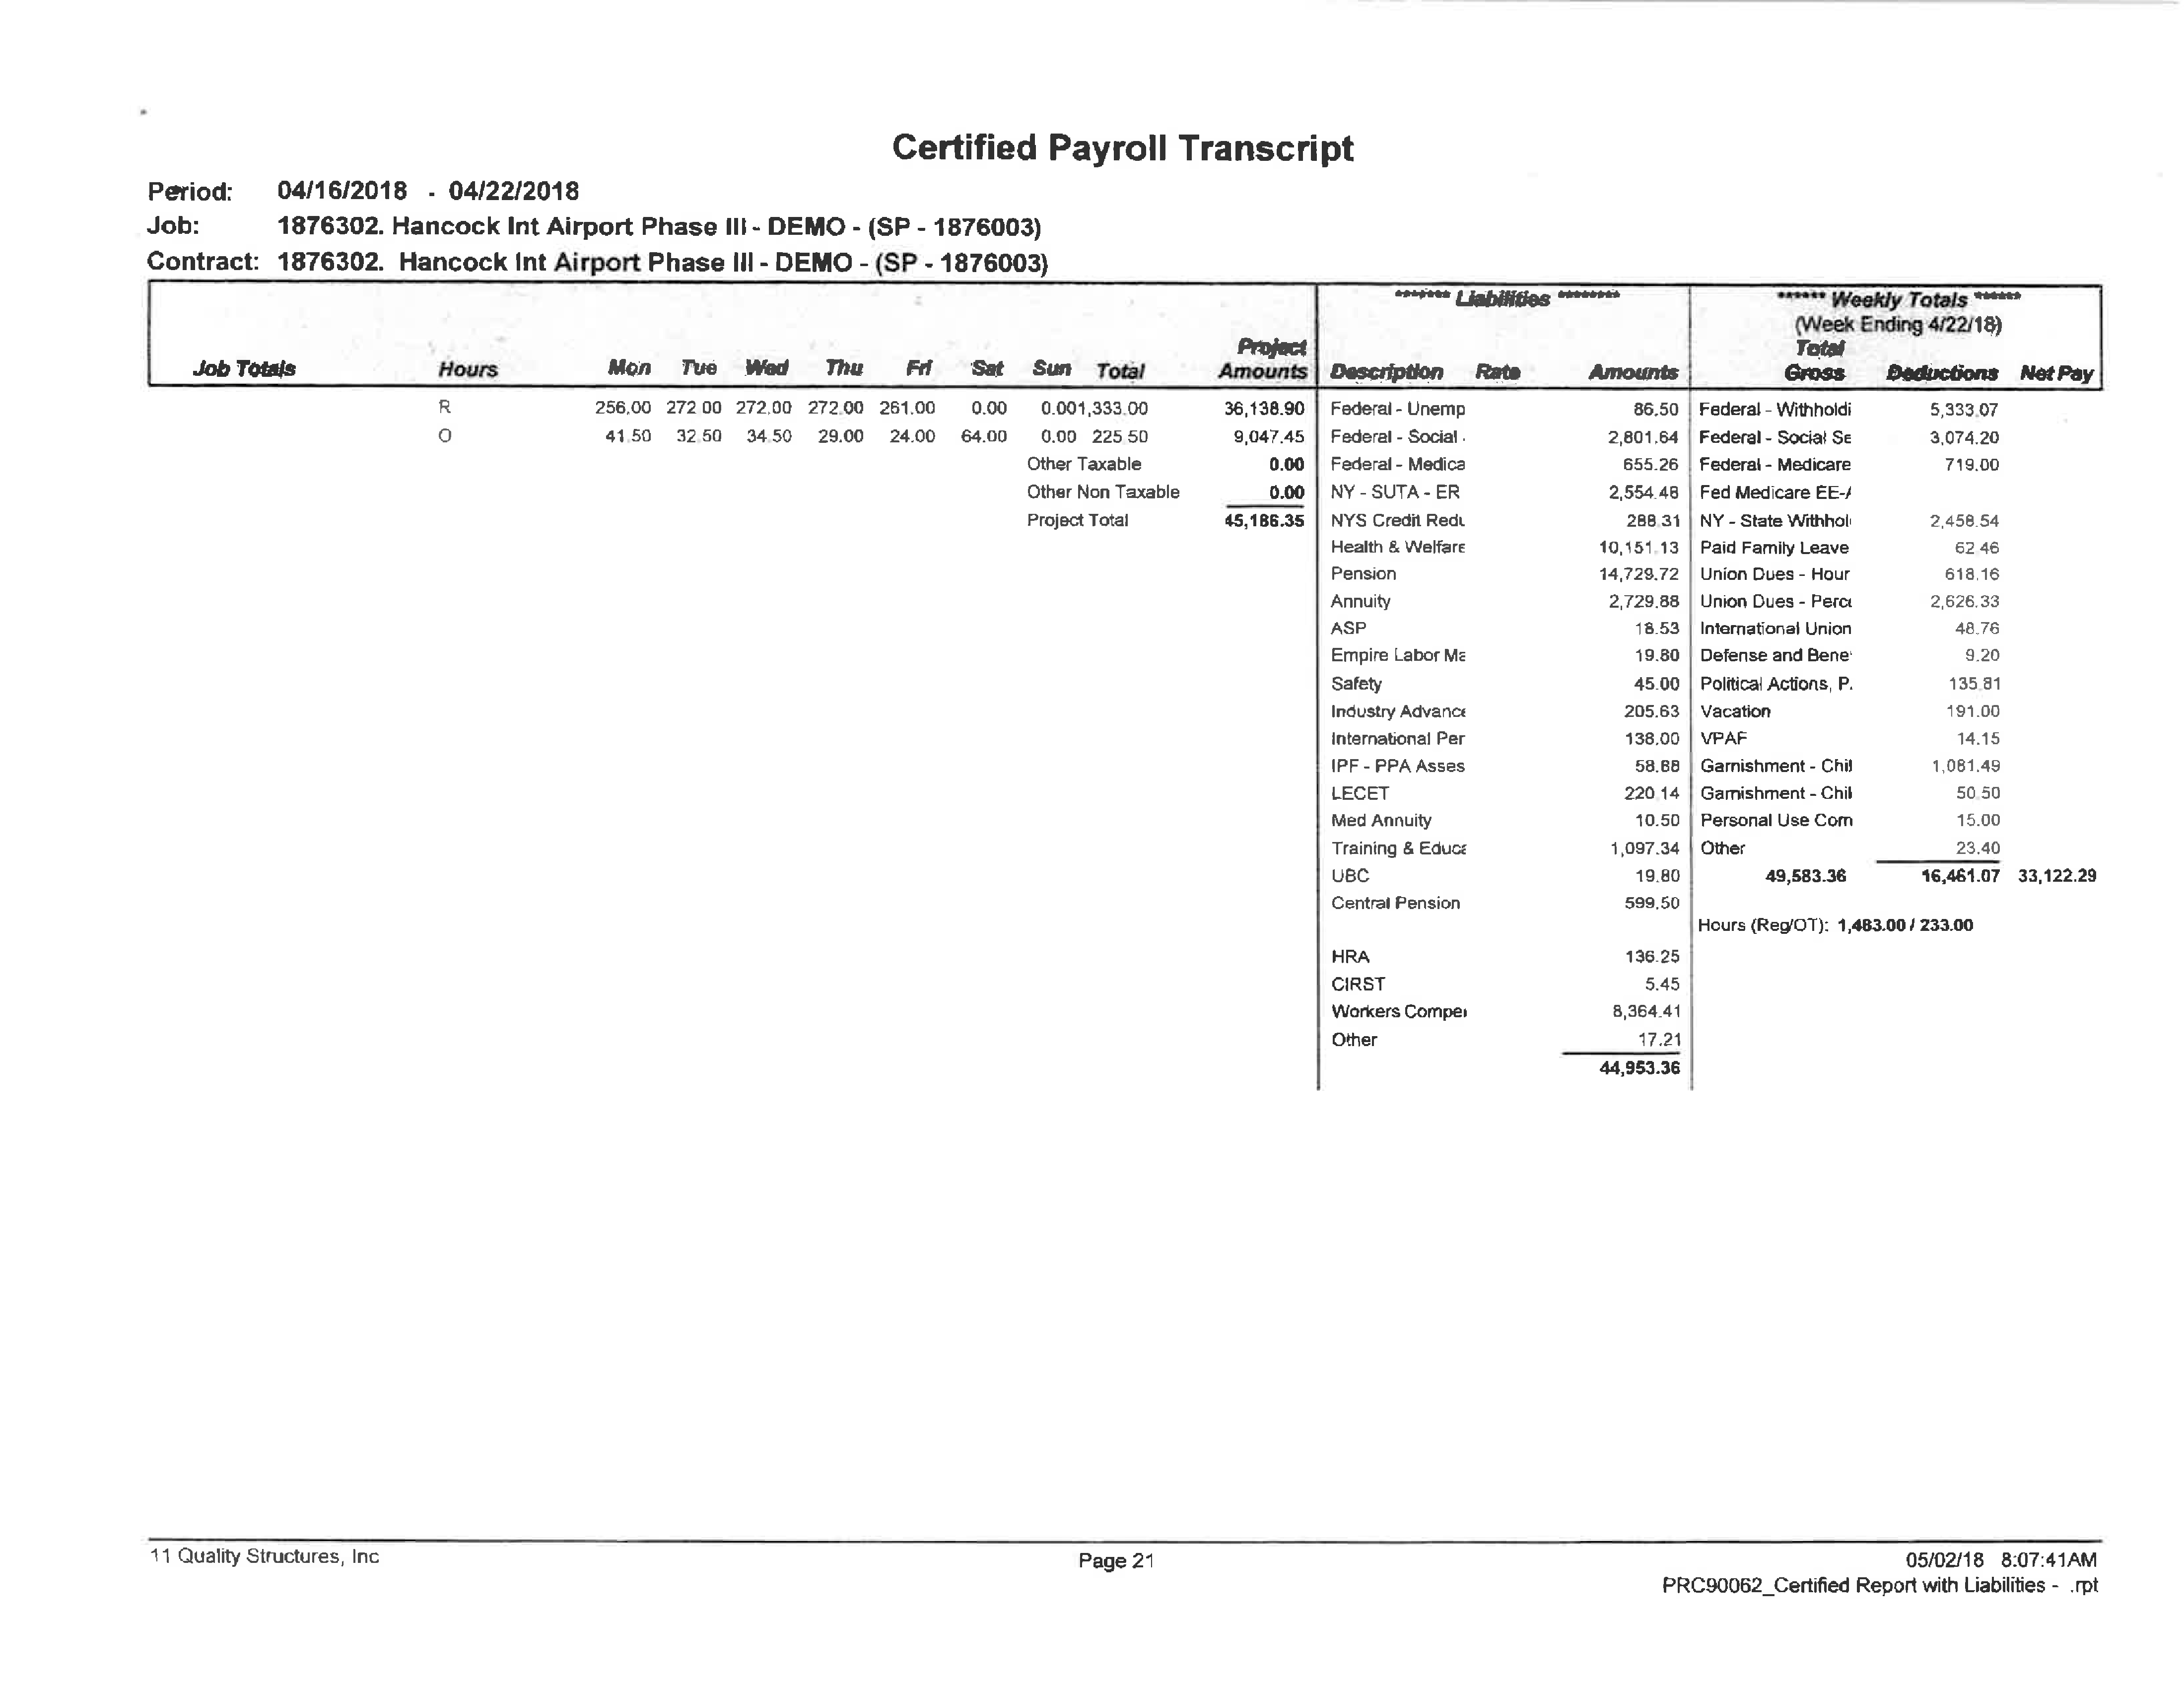 Certified Payroll Transcript
Period: 04/16/2018 - 04/22/2018
Job: 1876302. Hancock Int Airport Phase III - DEMO - (SP - 1876003)
Contract: 1876302. Hancock Int Airport Phase III - DEMO - (SP - 1876003)
******* Liabilities ******** ****** Weekly Totals ******
(Week Ending 4/22/18)
Project Total
Job Totals Hours Mon Tue Wed Thu Fri Sat Sun Total Amounts Description Rate Amounts Gross Deductions Net Pay
R 256.00 272.00 272.00 272.00 261.00 0.00 0.001,333.00 36,138.90 Federal - Unemp 86.50 Federal - Withholdi 5,333.07
O 41.50 32.50 34.50 29.00 24.00 64.00 0.00 225.50 9,047.45 Federal - Social . 2,801.64 Federal - Social Se 3,074.20
Other Taxable 0.00 Federal - Medica 655.26 Federal - Medicare 719.00
Other Non Taxable 0.00 NY - SUTA - ER 2,554.48 Fed Medicare EE-A
Project Total 45,186.35 NYS Credit Redu 288.31 NY - State Withhol 2,458.54
Health & Welfare 10,151.13 Paid Family Leave 62.46
Pension 14,729.72 Union Dues - Hour 618.16
Annuity 2,729.88 Union Dues - Perce 2,626.33
ASP 18.53 International Union 48.76
Empire Labor Ma 19.80 Defense and Bene 9.20
Safety 45.00 Political Actions, P. 135.81
Industry Advance 205.63 Vacation 191.00
International Per 138.00 VPAF 14.15
IPF - PPA Asses 58.88 Garnishment - Chil 1,081.49
LECET 220.14 Garnishment - Chil 50.50
Med Annuity 10.50 Personal Use Com 15.00
Training & Educa 1,097.34 Other 23.40
UBC 19.80 49,583.36 16,461.07 33,122.29
Central Pension 599.50
Hours (Reg/OT): 1,483.00 / 233.00
HRA 136.25
CIRST 5.45
Workers Compe 8,364.41
Other 17.21
44,953.36
11 Quality Structures, Inc Page 21 05/02/18 8:07:41AM
PRC90062_Certified Report with Liabilities - .rpt